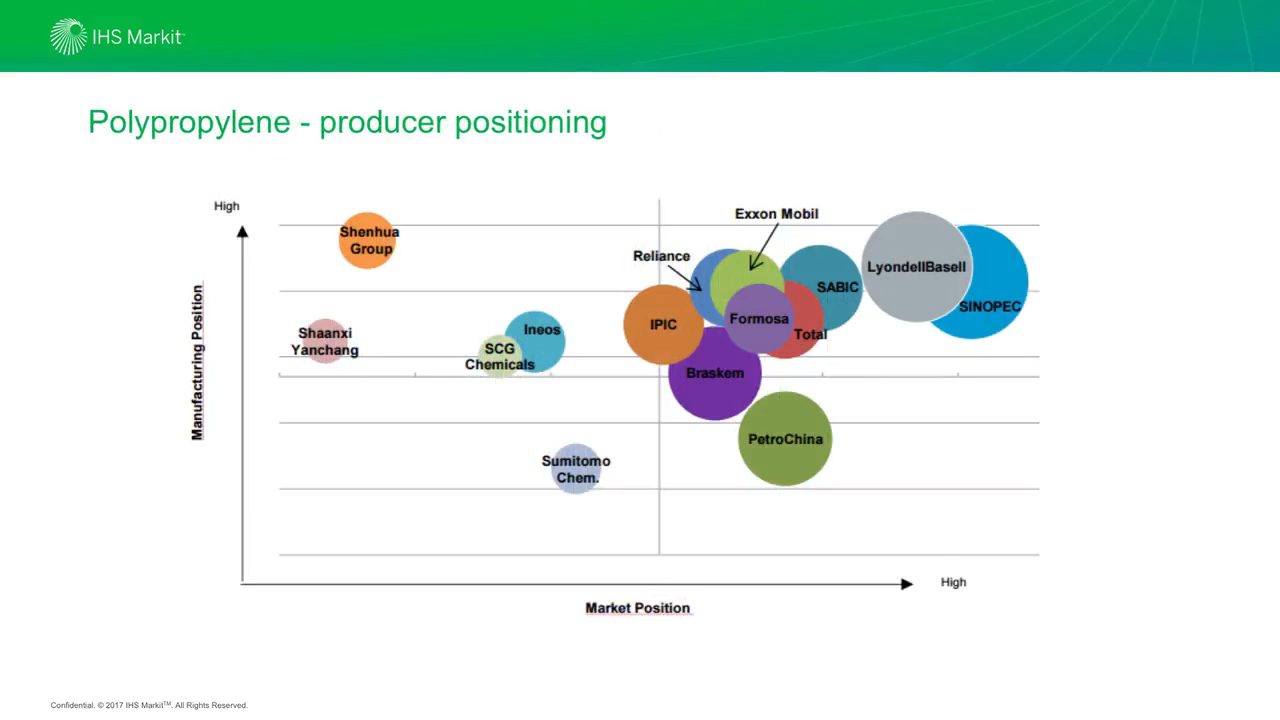 IHS Markit™
Polypropylene - producer positioning
High
Exxon Mobil
Shenhua
Group
Reliance
LyondellBasell
SABIC
SINOPEC
IPIC
Formosa
Total
Ineos
Shaanxi
Yanchang
SCG
Chemicals
Braskem
PetroChina
Sumitomo
Chem.
Manufacturing Position
High
Market Position
Confidential. © 2017 IHS Markit™. All Rights Reserved.